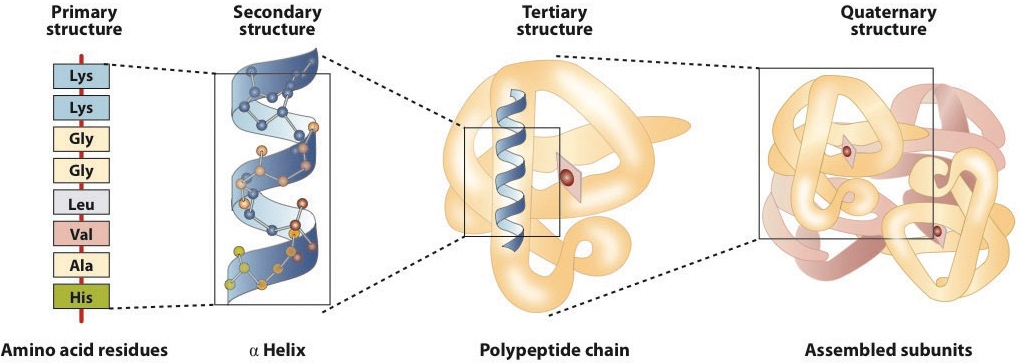 Primary
structure
Secondary
structure
Tertiary
structure
Quaternary
structure
Lys
Lys
Gly
Gly
Leu
Val
Ala
His
Amino acid residues
α Helix
Polypeptide chain
Assembled subunits